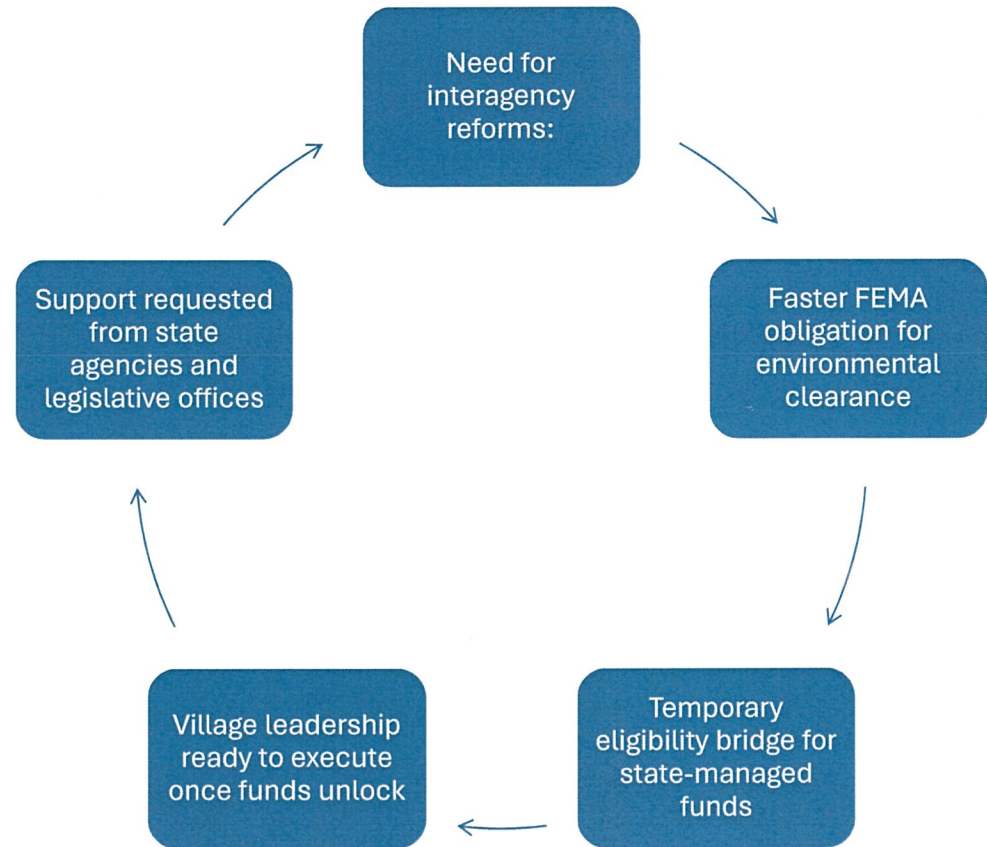 Need for
interagency
reforms:
Faster FEMA
obligation for
environmental
clearance
Temporary
eligibility bridge for
state-managed
funds
Village leadership
ready to execute
once funds unlock
Support requested
from state
agencies and
legislative offices